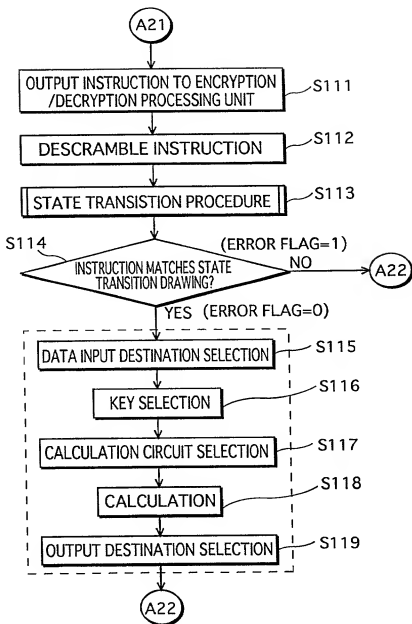 A21
OUTPUT INSTRUCTION TO ENCRYPTION
/DECRYPTION PROCESSING UNIT
S111
DESCRAMBLE INSTRUCTION
S112
STATE TRANSISTION PROCEDURE
S113
S114
(ERROR FLAG=1)
INSTRUCTION MATCHES STATE
TRANSITION DRAWING?
NO
A22
YES (ERROR FLAG=0)
DATA INPUT DESTINATION SELECTION
S115
KEY SELECTION
S116
CALCULATION CIRCUIT SELECTION
S117
CALCULATION
S118
OUTPUT DESTINATION SELECTION
S119
A22